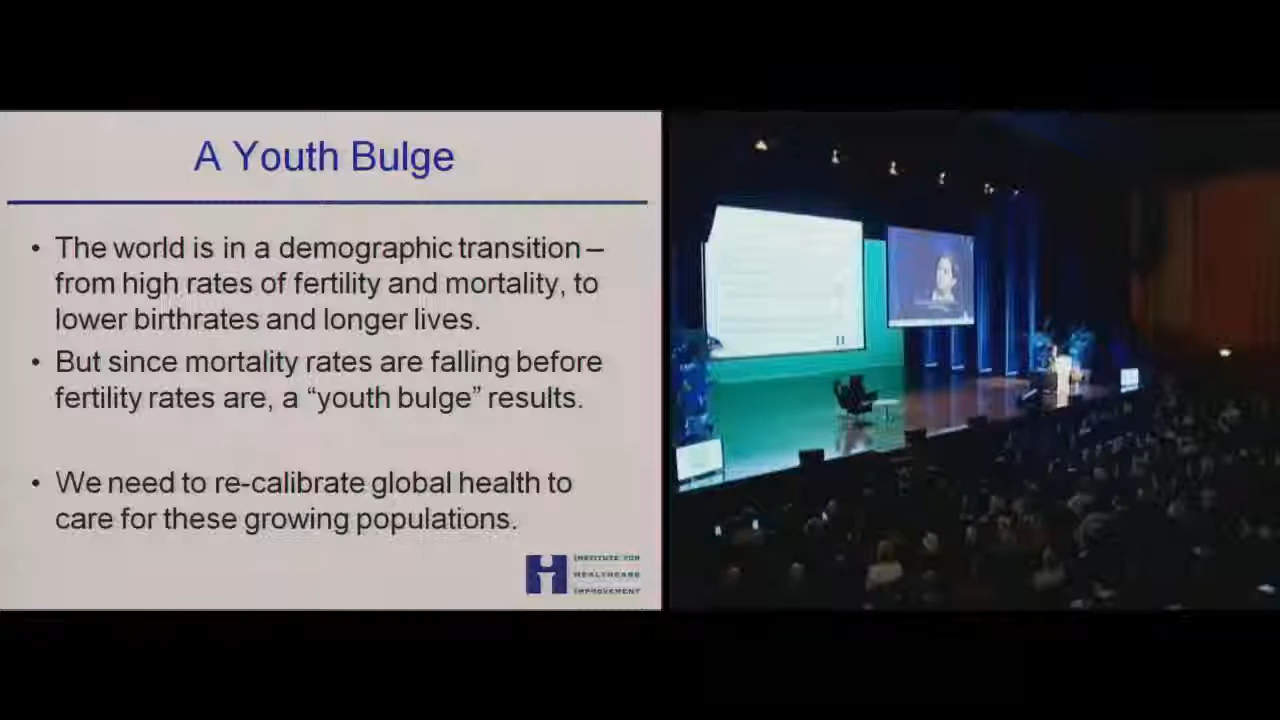 A Youth Bulge
• The world is in a demographic transition –
from high rates of fertility and mortality, to
lower birthrates and longer lives.
• But since mortality rates are falling before
fertility rates are, a “youth bulge” results.
• We need to re-calibrate global health to
care for these growing populations.
INSTITUTE FOR
HEALTHCARE
IMPROVEMENT